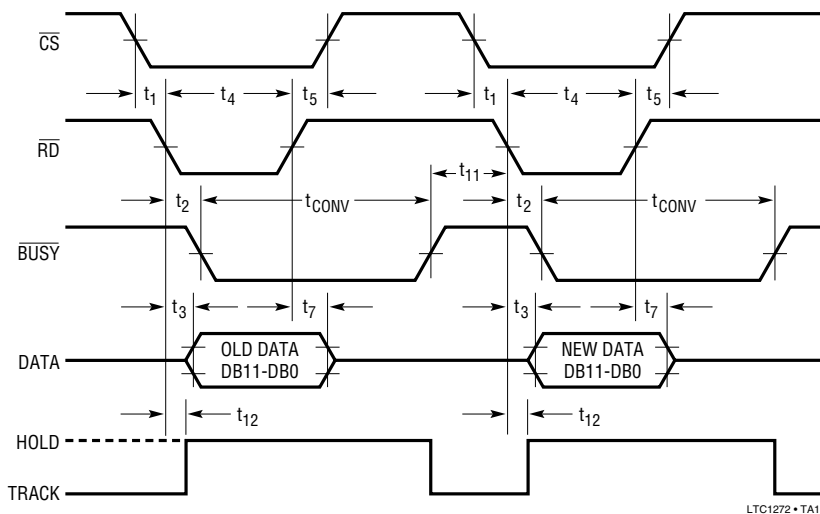 CS
t1 t4 t5 t1 t4 t5
RD
t11
t2 tCONV t2 tCONV
BUSY
t3 t7 t3 t7
DATA OLD DATA DB11-DB0 NEW DATA DB11-DB0
t12 t12
HOLD
TRACK
LTC1272 • TA1